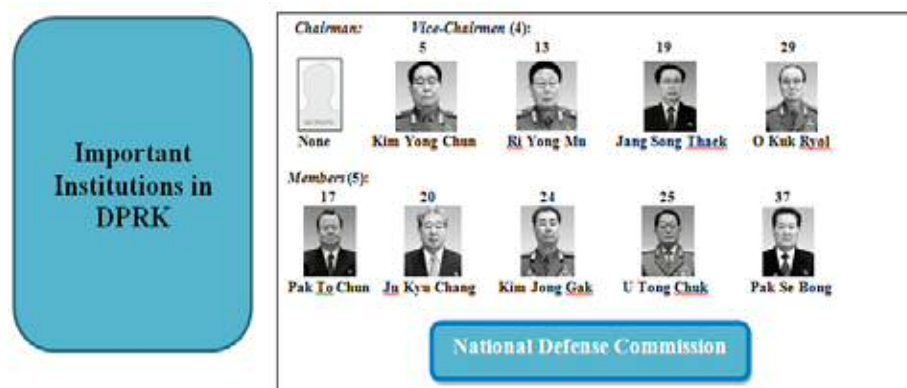 Important
Institutions in
DPRK
Chairman: Vice-Chairmen (4):
5 13 19 29
None Kim Yong Chun Ri Yong Mu Jang Song Thaek O Kuk Ryol
Members (5):
17 20 24 25 37
Pak To Chun Ju Kyu Chang Kim Jong Gak U Tong Chuk Pak Se Bong
National Defense Commission